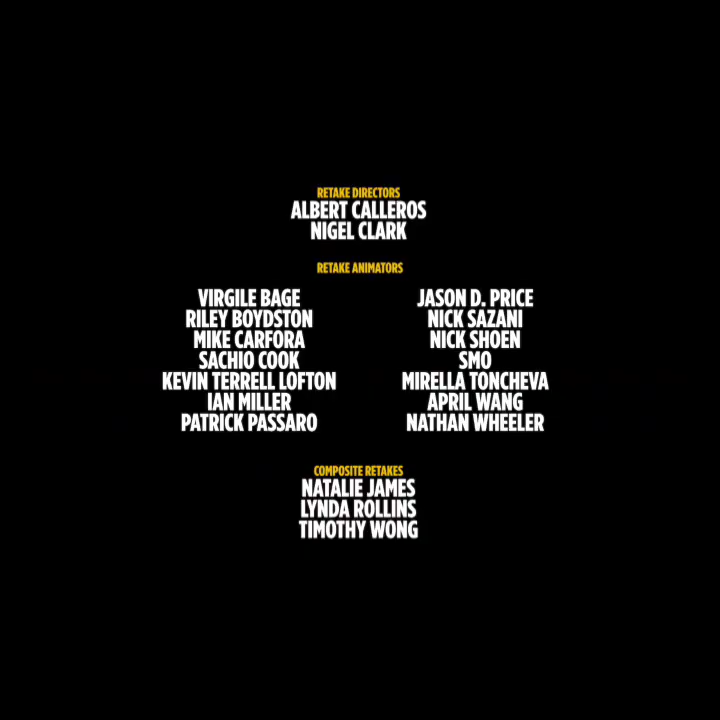 RETAKE DIRECTORS
ALBERT CALLEROS
NIGEL CLARK
RETAKE ANIMATORS
VIRGILE BAGE
RILEY BOYDSTON
MIKE CARFORA
SACHIO COOK
KEVIN TERRELL LOFTON
IAN MILLER
PATRICK PASSARO
JASON D. PRICE
NICK SAZANI
NICK SHOEN
SMO
MIRELLA TONCHEVA
APRIL WANG
NATHAN WHEELER
COMPOSITE RETAKES
NATALIE JAMES
LYNDA ROLLINS
TIMOTHY WONG